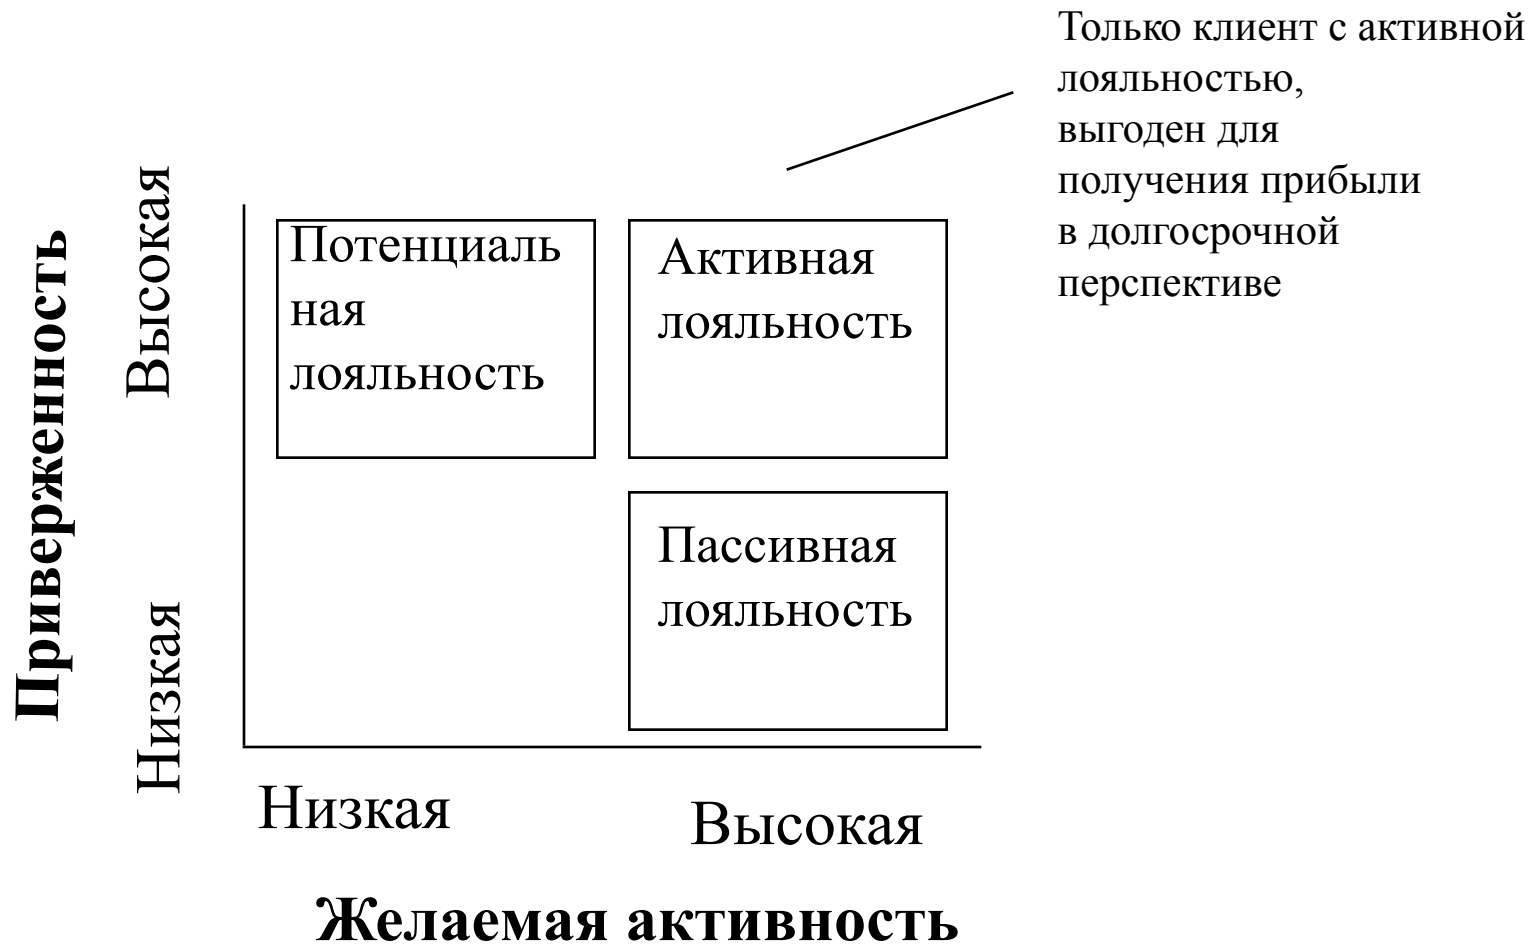 Только клиент с активной
лояльностью,
выгоден для
получения прибыли
в долгосрочной
перспективе
Приверженность
Высокая
Низкая
Потенциаль
ная
лояльность
Активная
лояльность
Пассивная
лояльность
Низкая
Высокая
Желаемая активность